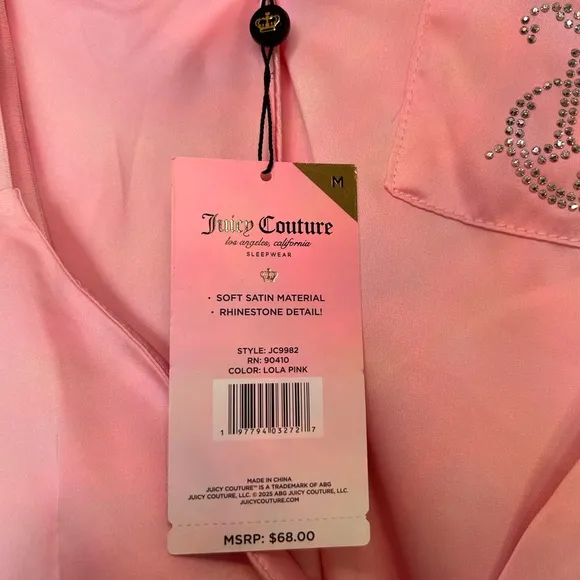 M
Juicy Couture
los angeles, california
SLEEPWEAR
• SOFT SATIN MATERIAL
• RHINESTONE DETAIL!
STYLE: JC9982
RN: 90410
COLOR: LOLA PINK
1 97794 03272 7
MADE IN CHINA
JUICY COUTURE™ IS A TRADEMARK OF ABG
JUICY COUTURE, LLC. © 2025 ABG JUICY COUTURE, LLC.
JUICYCOUTURE.COM
MSRP: $68.00